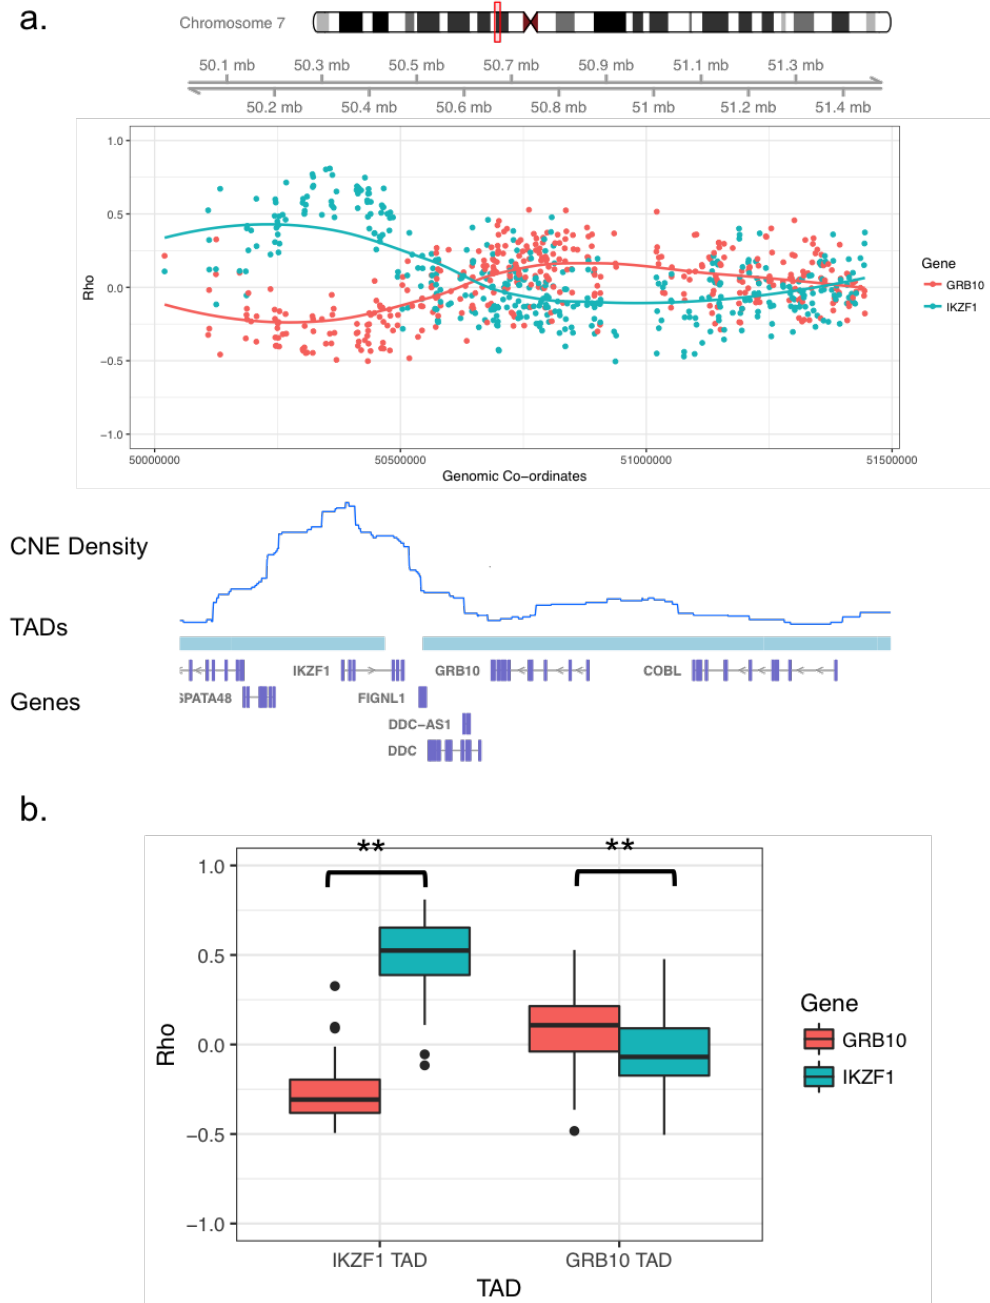 a.
Chromosome 7
50.1 mb 50.3 mb 50.5 mb 50.7 mb 50.9 mb 51.1 mb 51.3 mb
50.2 mb 50.4 mb 50.6 mb 50.8 mb 51 mb 51.2 mb 51.4 mb
1.0
0.5
0.0
−0.5
−1.0
Rho
50000000 50500000 51000000 51500000
Genomic Co-ordinates
Gene
GRB10
IKZF1
CNE Density
TADs
Genes
IKZF1 GRB10 COBL
SPATA48 FIGNL1
DDC−AS1
DDC
b.
** **
1.0
0.5
0.0
−0.5
−1.0
Rho
IKZF1 TAD GRB10 TAD
TAD
Gene
GRB10
IKZF1